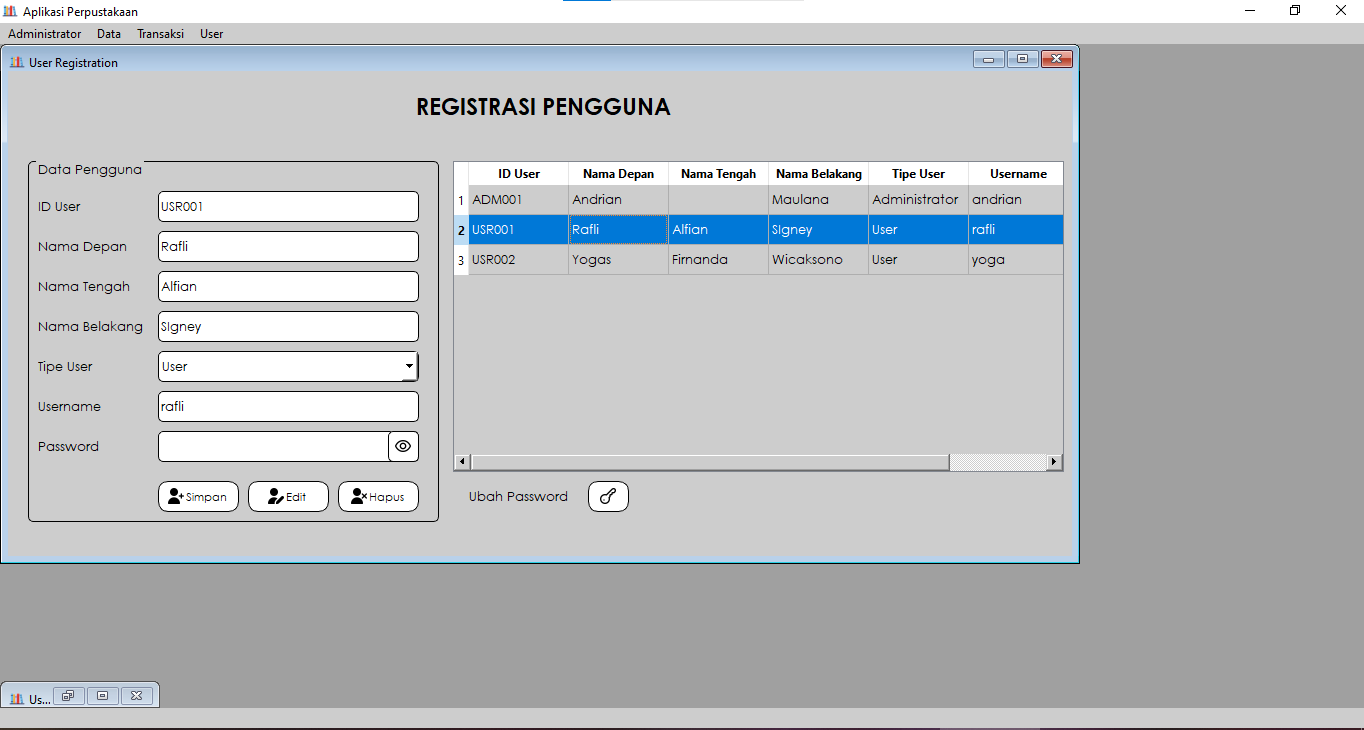 Aplikasi Perpustakaan
Administrator Data Transaksi User
User Registration
REGISTRASI PENGGUNA
Data Pengguna
ID User USR001
Nama Depan Rafli
Nama Tengah Alfian
Nama Belakang SIgney
Tipe User User
Username rafli
Password
Simpan Edit Hapus
ID User Nama Depan Nama Tengah Nama Belakang Tipe User Username
1 ADM001 Andrian Maulana Administrator andrian
2 USR001 Rafli Alfian SIgney User rafli
3 USR002 Yogas Firnanda Wicaksono User yoga
Ubah Password
Us...